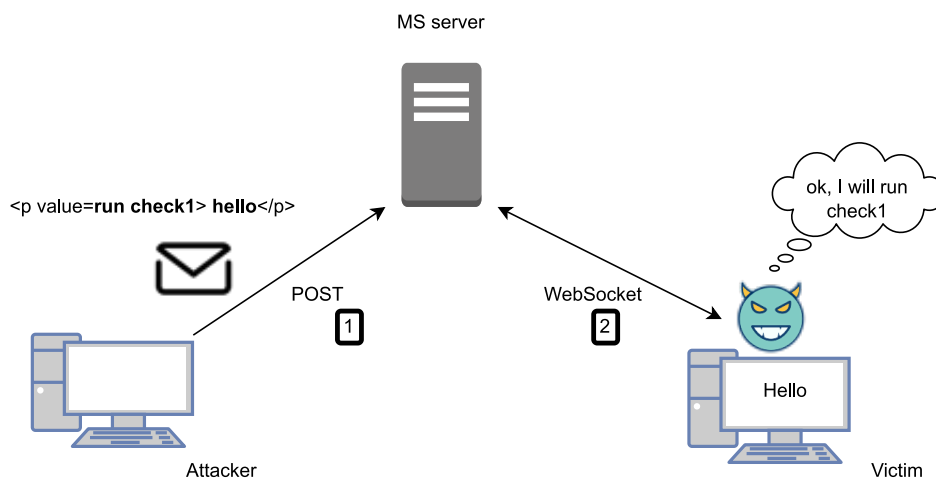 MS server
<p value=run check1> hello</p>
ok, I will run
check1
POST
1
WebSocket
2
Hello
Attacker
Victim